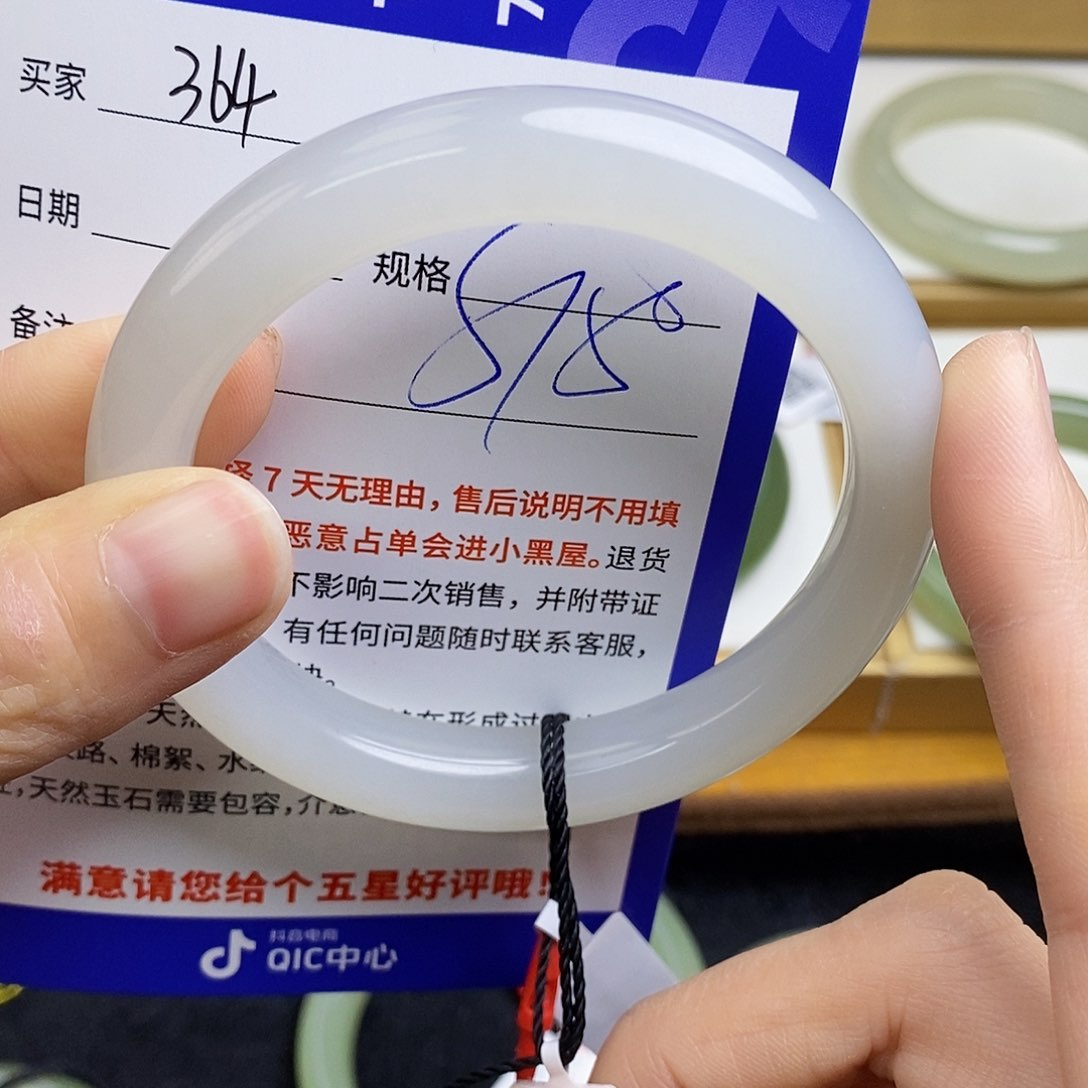 买家 364
日期
规格
备注
7天无理由，售后说明不用填
恶意占单会进小黑屋。退货
不影响二次销售，并附带证
有任何问题随时联系客服，
天然
路、棉絮、水
天然玉石需要包容，介意
满意请您给个五星好评哦！
抖音电商
QIC中心